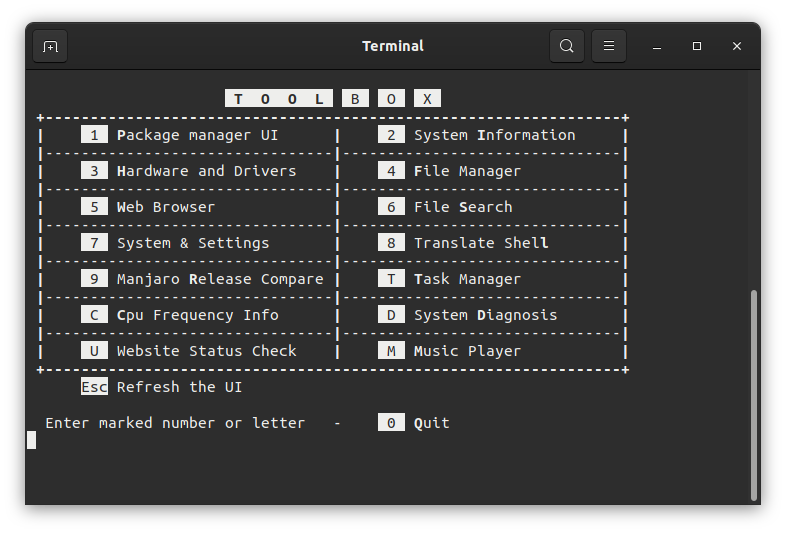 Terminal
T O O L B O X
1 Package manager UI | 2 System Information
3 Hardware and Drivers | 4 File Manager
5 Web Browser | 6 File Search
7 System & Settings | 8 Translate Shell
9 Manjaro Release Compare | T Task Manager
C Cpu Frequency Info | D System Diagnosis
U Website Status Check | M Music Player
Esc Refresh the UI
Enter marked number or letter - 0 Quit